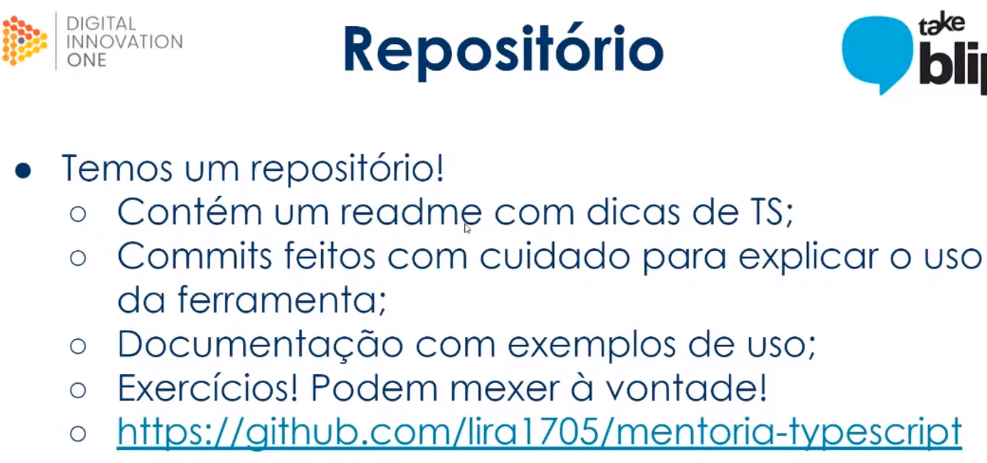 DIGITAL
INNOVATION
ONE
Repositório
take
blip
● Temos um repositório!
○ Contém um readme com dicas de TS;
○ Commits feitos com cuidado para explicar o uso
da ferramenta;
○ Documentação com exemplos de uso;
○ Exercícios! Podem mexer à vontade!
○ https://github.com/lira1705/mentoria-typescript